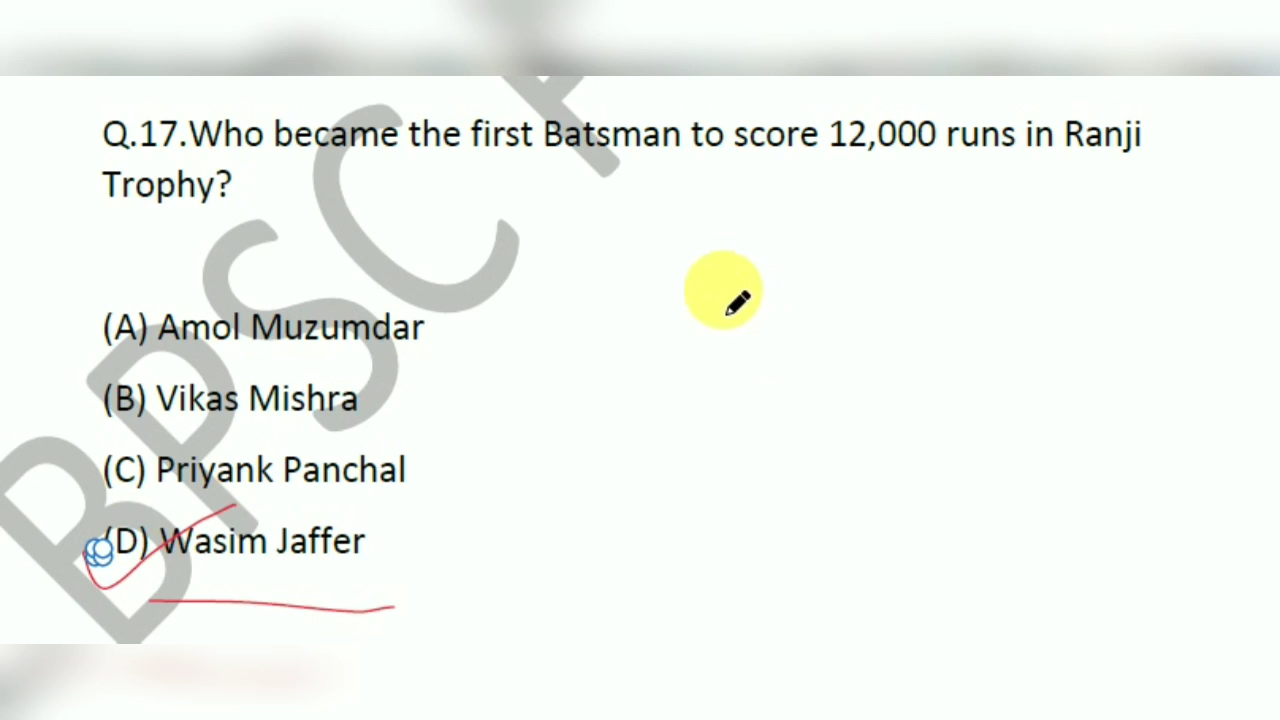 Q.17.Who became the first Batsman to score 12,000 runs in Ranji
Trophy?
(A) Amol Muzumdar
(B) Vikas Mishra
(C) Priyank Panchal
(D) Wasim Jaffer
BPSC